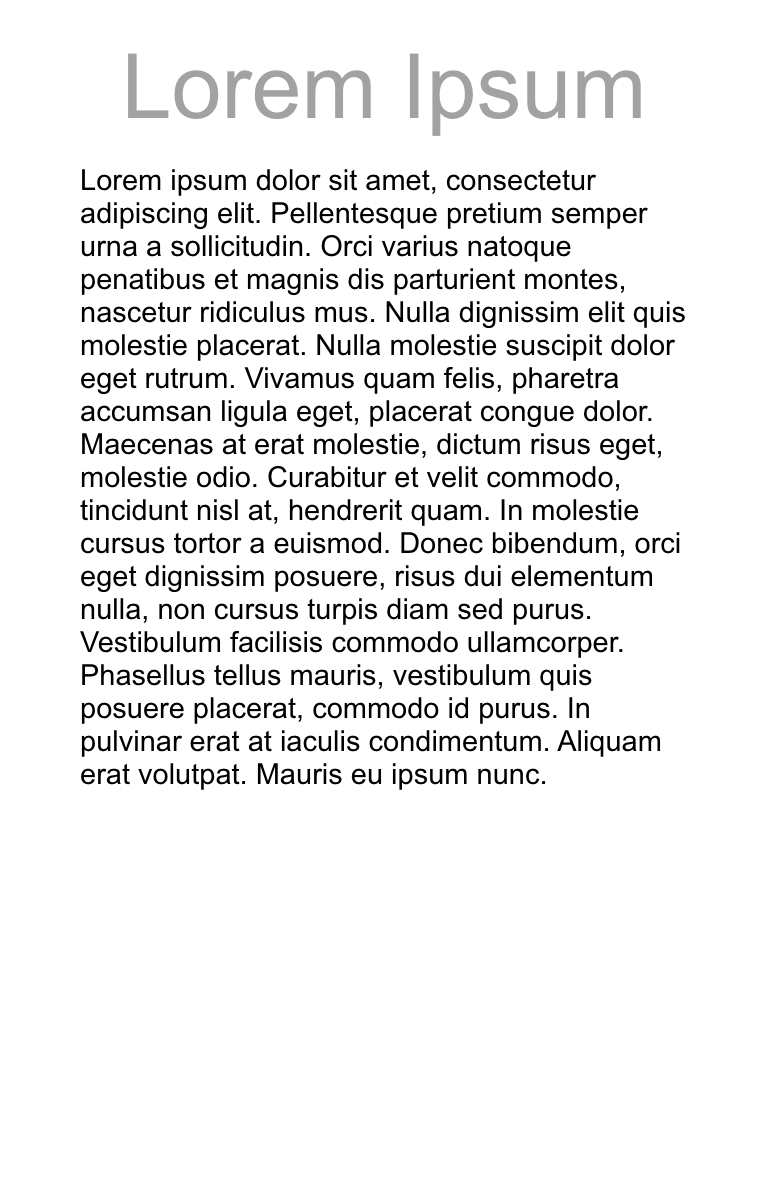 Lorem Ipsum
Lorem ipsum dolor sit amet, consectetur
adipiscing elit. Pellentesque pretium semper
urna a sollicitudin. Orci varius natoque
penatibus et magnis dis parturient montes,
nascetur ridiculus mus. Nulla dignissim elit quis
molestie placerat. Nulla molestie suscipit dolor
eget rutrum. Vivamus quam felis, pharetra
accumsan ligula eget, placerat congue dolor.
Maecenas at erat molestie, dictum risus eget,
molestie odio. Curabitur et velit commodo,
tincidunt nisl at, hendrerit quam. In molestie
cursus tortor a euismod. Donec bibendum, orci
eget dignissim posuere, risus dui elementum
nulla, non cursus turpis diam sed purus.
Vestibulum facilisis commodo ullamcorper.
Phasellus tellus mauris, vestibulum quis
posuere placerat, commodo id purus. In
pulvinar erat at iaculis condimentum. Aliquam
erat volutpat. Mauris eu ipsum nunc.